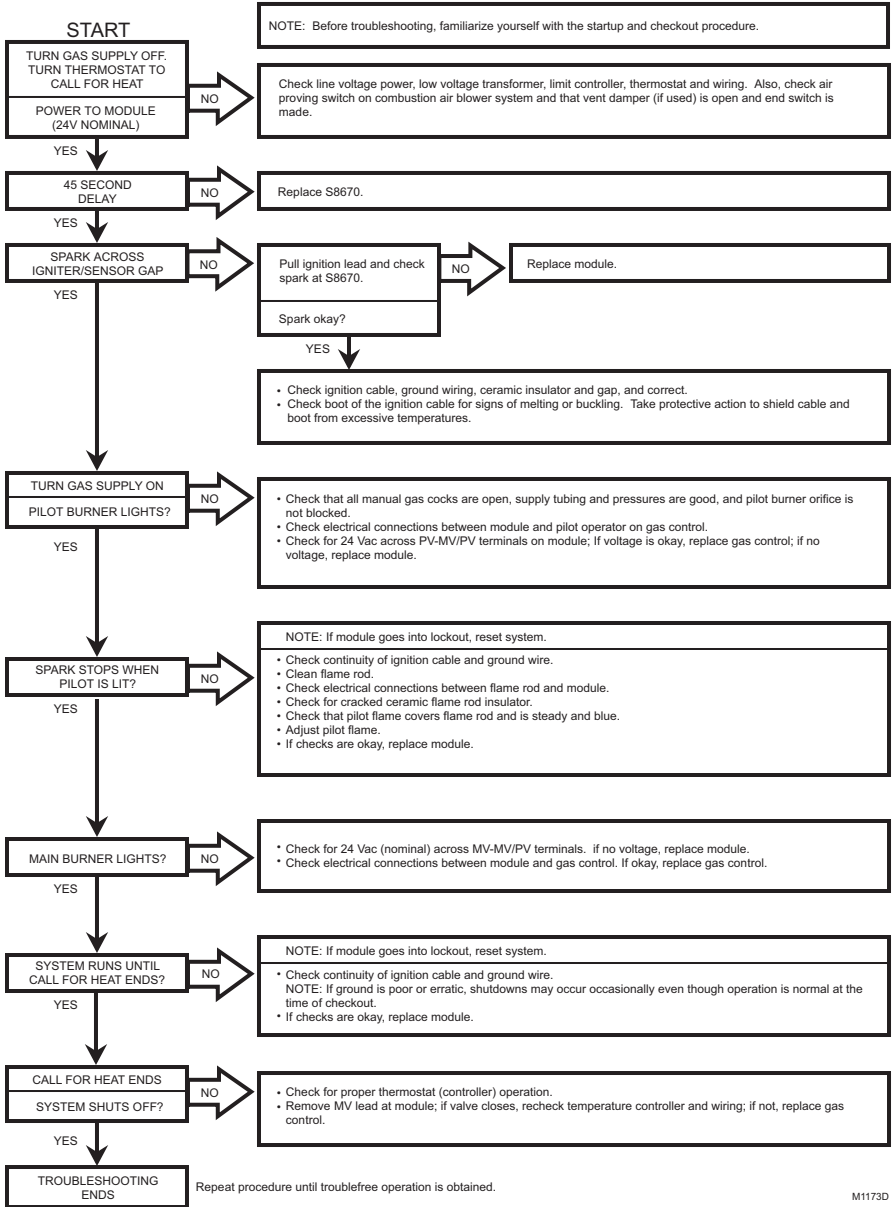 NOTE: Before troubleshooting, familiarize yourself with the startup and checkout procedure.
START
TURN GAS SUPPLY OFF.
TURN THERMOSTAT TO
CALL FOR HEAT
POWER TO MODULE
(24V NOMINAL)
NO
Check line voltage power, low voltage transformer, limit controller, thermostat and wiring. Also, check air
proving switch on combustion air blower system and that vent damper (if used) is open and end switch is
made.
YES
45 SECOND
DELAY
NO
Replace S8670.
YES
SPARK ACROSS
IGNITER/SENSOR GAP
NO
Pull ignition lead and check
spark at S8670.
Spark okay?
NO
Replace module.
YES
YES
• Check ignition cable, ground wiring, ceramic insulator and gap, and correct.
• Check boot of the ignition cable for signs of melting or buckling. Take protective action to shield cable and
boot from excessive temperatures.
TURN GAS SUPPLY ON
PILOT BURNER LIGHTS?
NO
• Check that all manual gas cocks are open, supply tubing and pressures are good, and pilot burner orifice is
not blocked.
• Check electrical connections between module and pilot operator on gas control.
• Check for 24 Vac across PV-MV/PV terminals on module; If voltage is okay, replace gas control; if no
voltage, replace module.
YES
SPARK STOPS WHEN
PILOT IS LIT?
NO
NOTE: If module goes into lockout, reset system.
• Check continuity of ignition cable and ground wire.
• Clean flame rod.
• Check electrical connections between flame rod and module.
• Check for cracked ceramic flame rod insulator.
• Check that pilot flame covers flame rod and is steady and blue.
• Adjust pilot flame.
• If checks are okay, replace module.
YES
MAIN BURNER LIGHTS?
NO
• Check for 24 Vac (nominal) across MV-MV/PV terminals. if no voltage, replace module.
• Check electrical connections between module and gas control. If okay, replace gas control.
YES
SYSTEM RUNS UNTIL
CALL FOR HEAT ENDS?
NO
NOTE: If module goes into lockout, reset system.
• Check continuity of ignition cable and ground wire.
NOTE: If ground is poor or erratic, shutdowns may occur occasionally even though operation is normal at the
time of checkout.
• If checks are okay, replace module.
YES
CALL FOR HEAT ENDS
SYSTEM SHUTS OFF?
NO
• Check for proper thermostat (controller) operation.
• Remove MV lead at module; if valve closes, recheck temperature controller and wiring; if not, replace gas
control.
YES
TROUBLESHOOTING
ENDS
Repeat procedure until troublefree operation is obtained.
M1173D